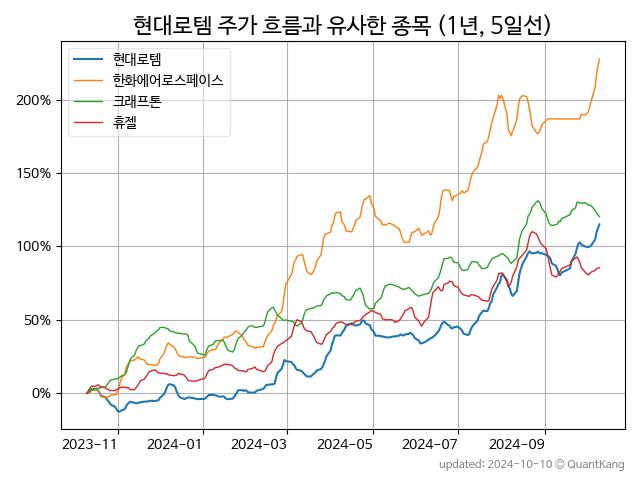 현대로템 주가 흐름과 유사한 종목 (1년, 5일선)
현대로템
한화에어로스페이스
크래프톤
휴젤
200%
150%
100%
50%
0%
2023-11 2024-01 2024-03 2024-05 2024-07 2024-09
updated: 2024-10-10 © QuantKang